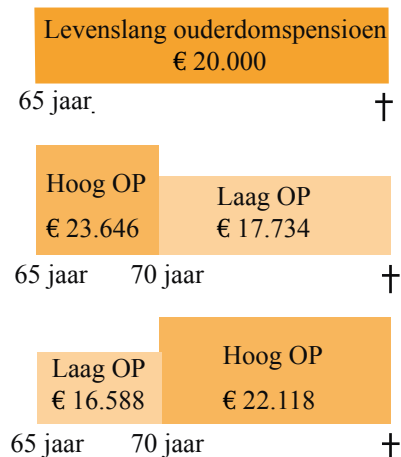 Levenslang ouderdomspensioen
€ 20.000
65 jaar. †
Hoog OP
€ 23.646
Laag OP
€ 17.734
65 jaar 70 jaar †
Laag OP
€ 16.588
Hoog OP
€ 22.118
65 jaar 70 jaar †